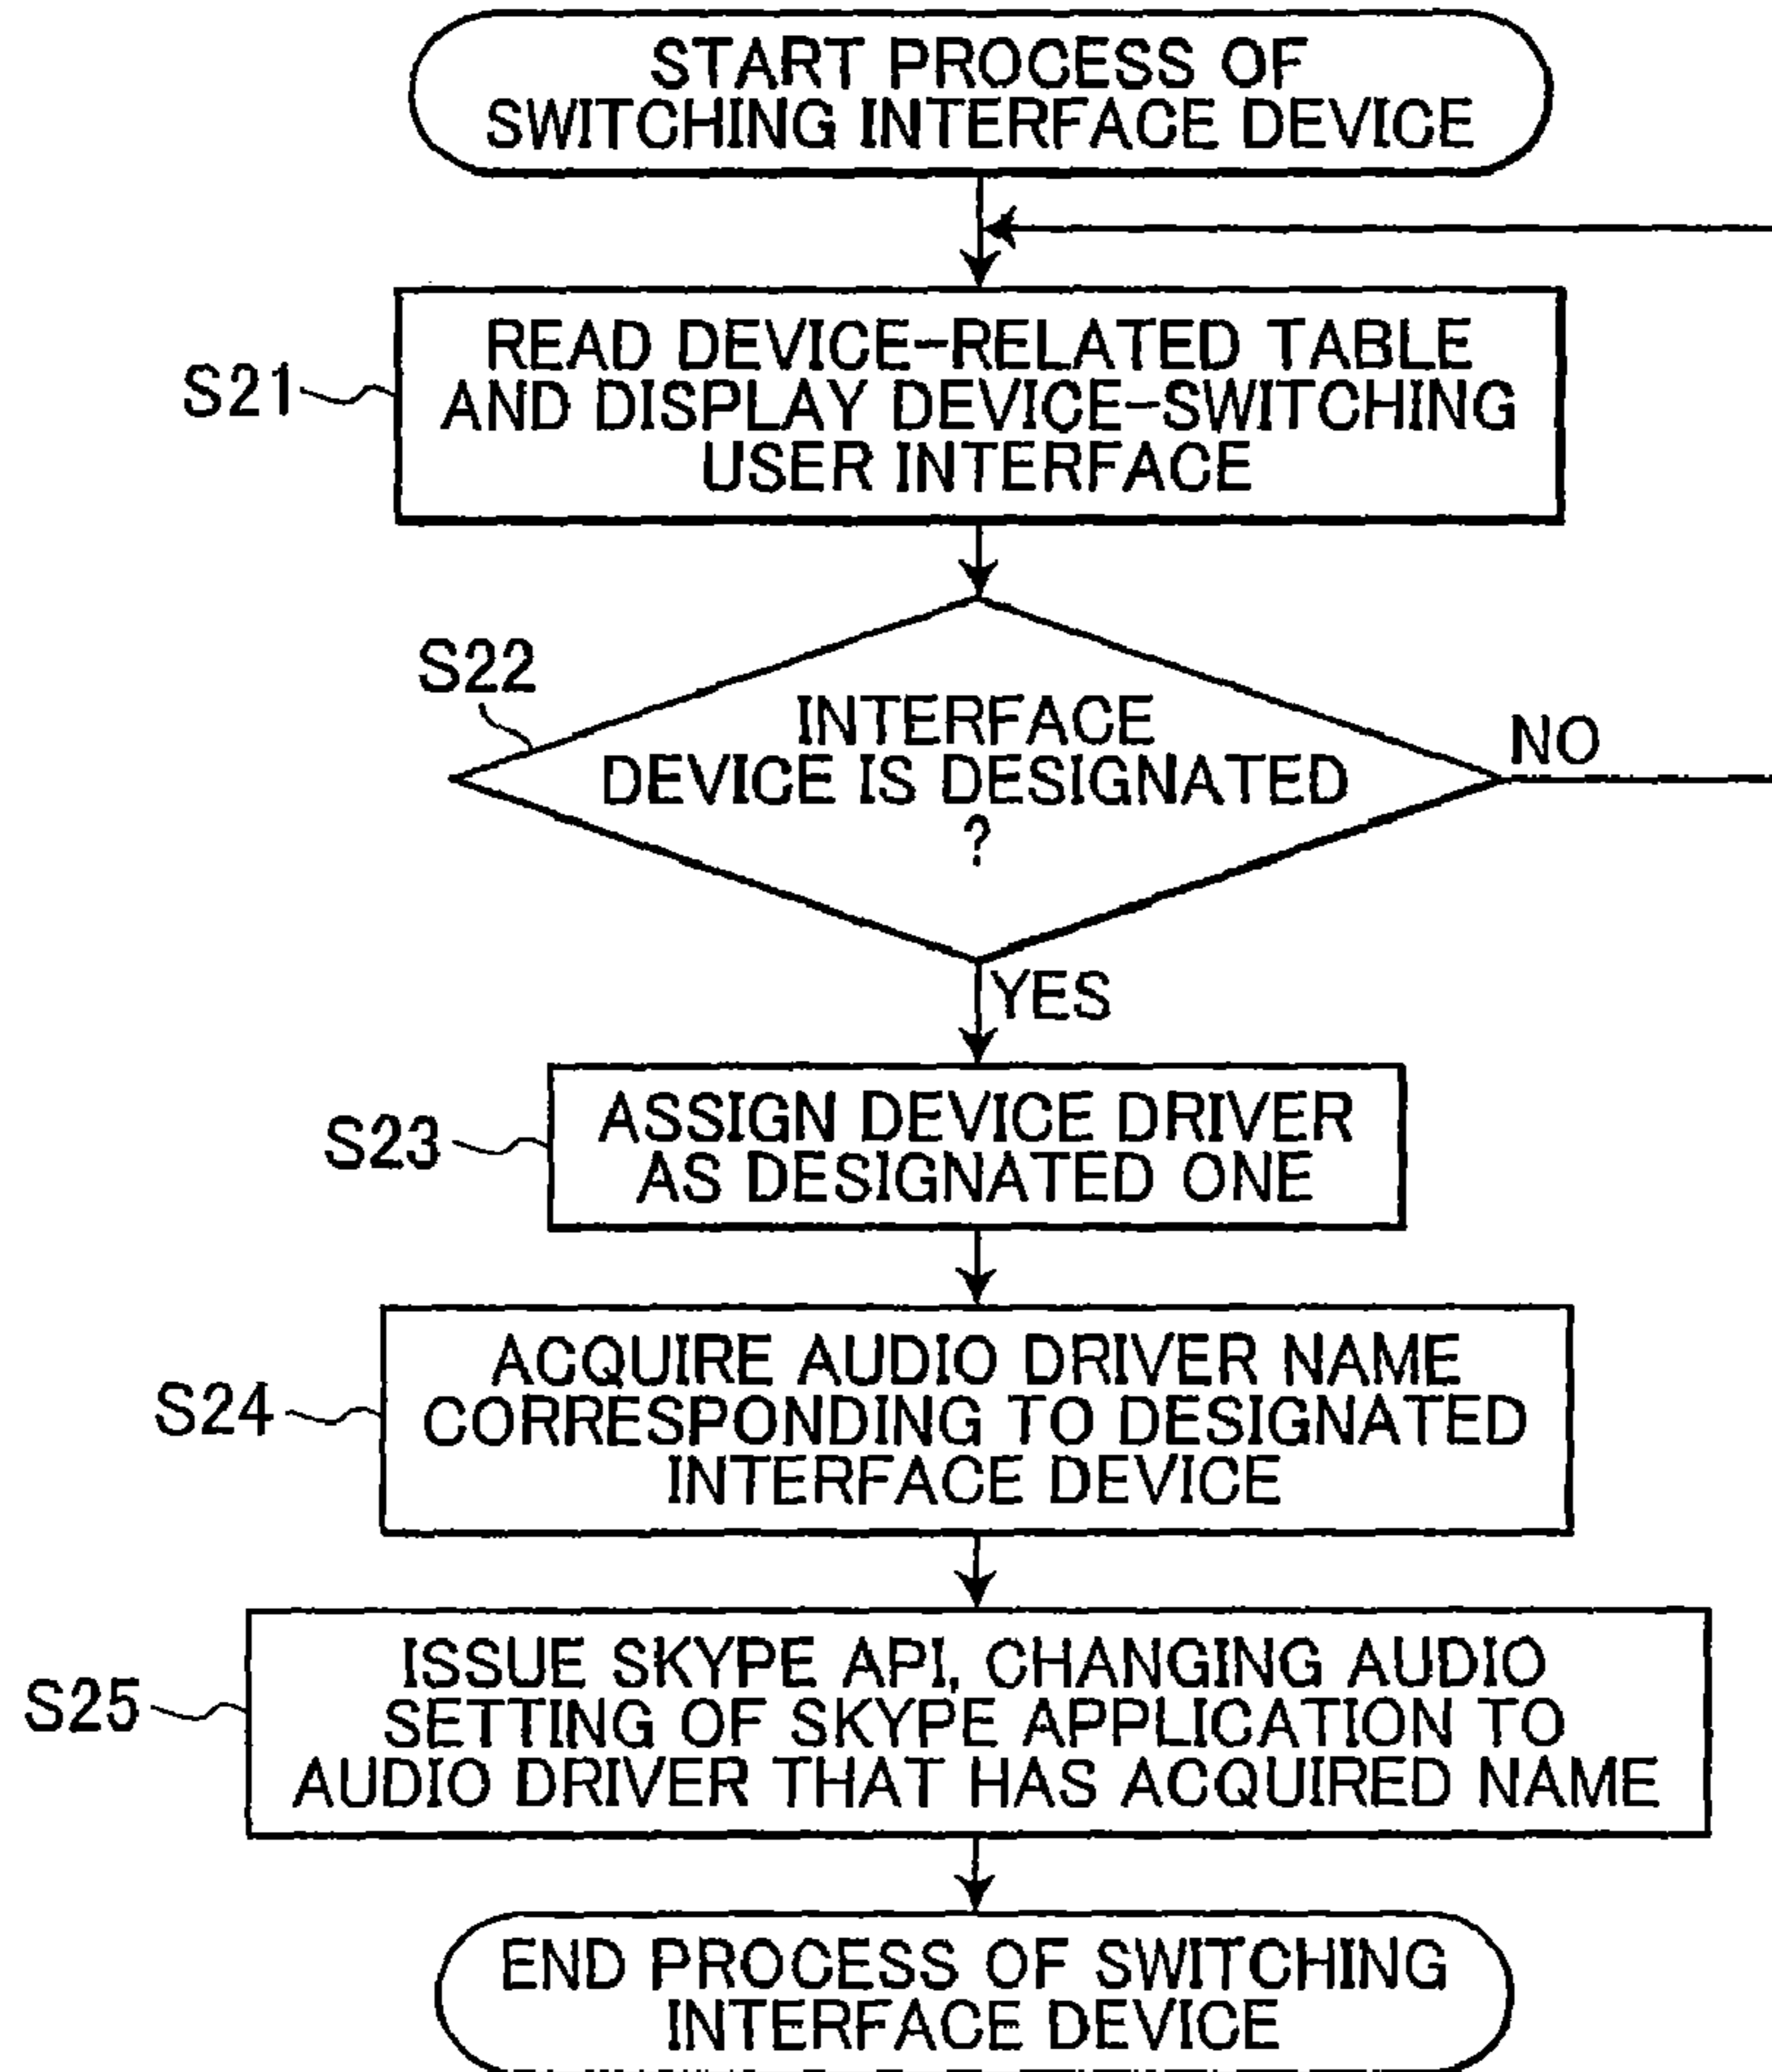 START PROCESS OF
SWITCHING INTERFACE DEVICE
S21
READ DEVICE-RELATED TABLE
AND DISPLAY DEVICE-SWITCHING
USER INTERFACE
S22
INTERFACE
DEVICE IS DESIGNATED
?
NO
YES
S23
ASSIGN DEVICE DRIVER
AS DESIGNATED ONE
S24
ACQUIRE AUDIO DRIVER NAME
CORRESPONDING TO DESIGNATED
INTERFACE DEVICE
S25
ISSUE SKYPE API, CHANGING AUDIO
SETTING OF SKYPE APPLICATION TO
AUDIO DRIVER THAT HAS ACQUIRED NAME
END PROCESS OF SWITCHING
INTERFACE DEVICE